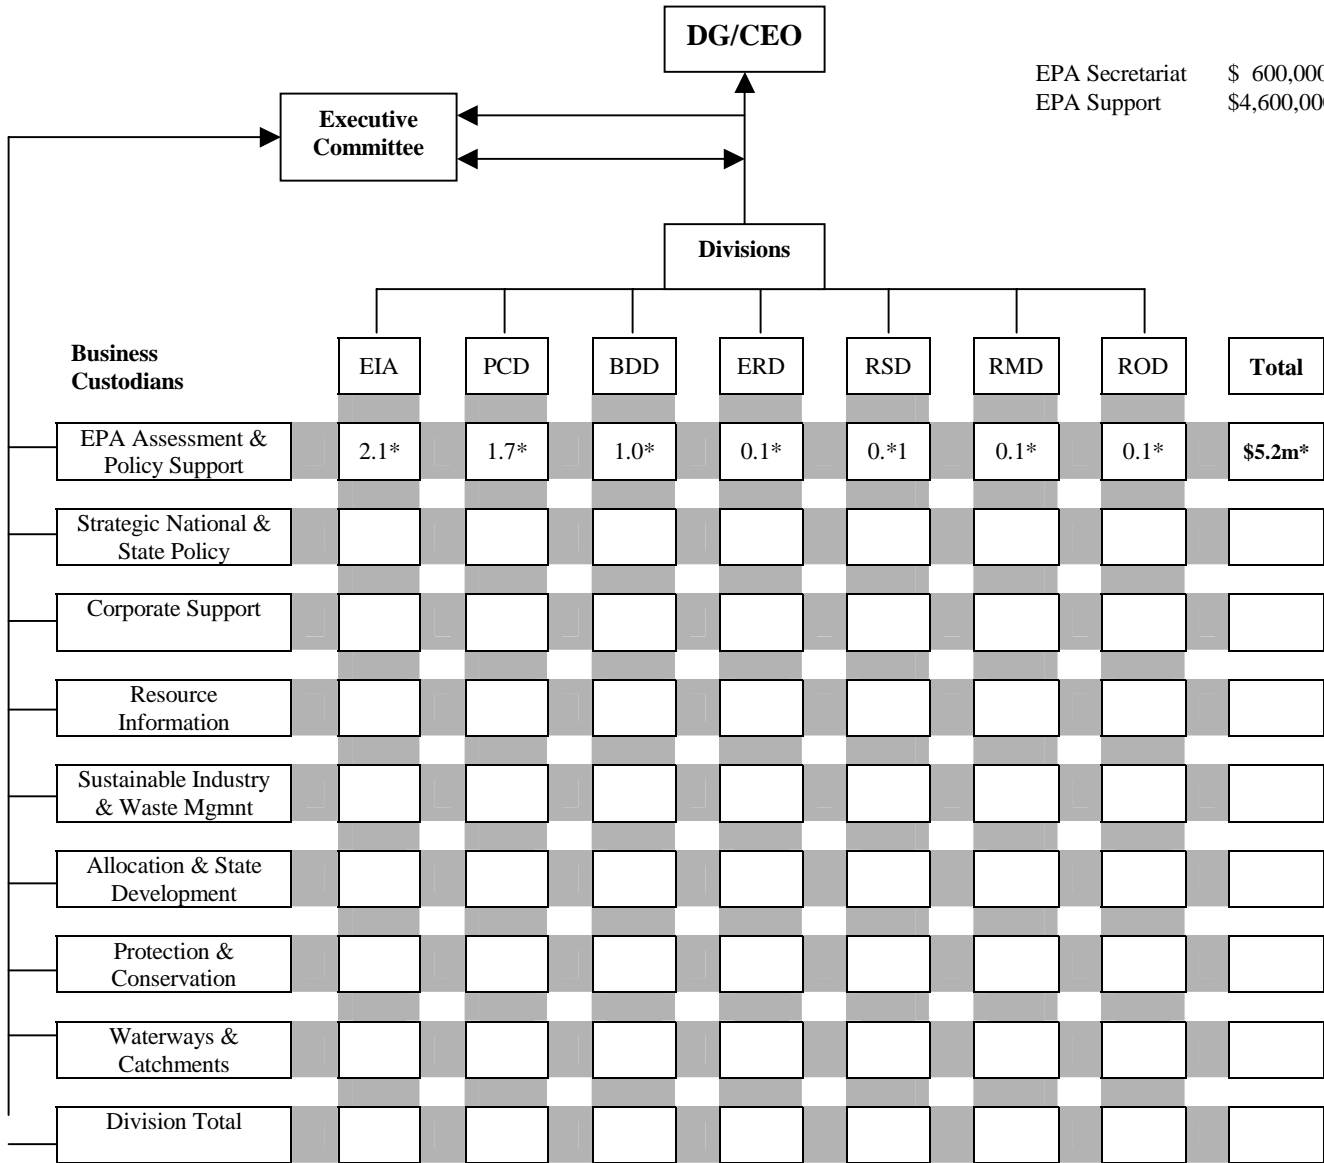 DG/CEO
EPA Secretariat $ 600,000
EPA Support $4,600,00
Executive
Committee
Divisions
Business
Custodians
EIA PCD BDD ERD RSD RMD ROD Total
EPA Assessment &
Policy Support
2.1* 1.7* 1.0* 0.1* 0.*1 0.1* 0.1* $5.2m*
Strategic National &
State Policy
Corporate Support
Resource
Information
Sustainable Industry
& Waste Mgmnt
Allocation & State
Development
Protection &
Conservation
Waterways &
Catchments
Division Total